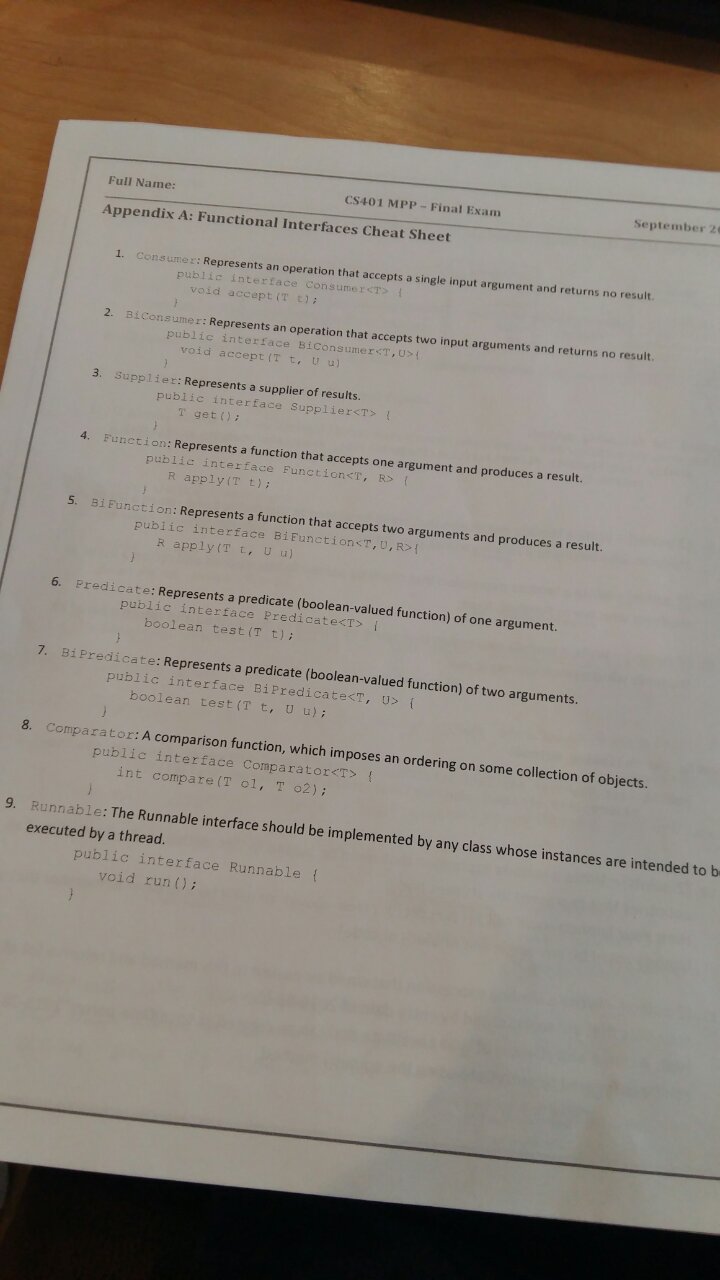 Full Name:
CS401 MPP – Final Exam
September
Appendix A: Functional Interfaces Cheat Sheet
1. Consumer: Represents an operation that accepts a single input argument and returns no result.
public interface Consumer<T> {
void accept(T t);
}
2. BiConsumer: Represents an operation that accepts two input arguments and returns no result.
public interface BiConsumer<T,U>{
void accept(T t, U u)
}
3. Supplier: Represents a supplier of results.
public interface Supplier<T> {
T get();
}
4. Function: Represents a function that accepts one argument and produces a result.
public interface Function<T, R> {
R apply(T t);
}
5. BiFunction: Represents a function that accepts two arguments and produces a result.
public interface BiFunction<T,U,R>{
R apply(T t, U u)
}
6. Predicate: Represents a predicate (boolean-valued function) of one argument.
public interface Predicate<T> {
boolean test(T t);
}
7. BiPredicate: Represents a predicate (boolean-valued function) of two arguments.
public interface BiPredicate<T, U> {
boolean test(T t, U u);
}
8. Comparator: A comparison function, which imposes an ordering on some collection of objects.
public interface Comparator<T> {
int compare(T o1, T o2);
}
9. Runnable: The Runnable interface should be implemented by any class whose instances are intended to
executed by a thread.
public interface Runnable {
void run();
}